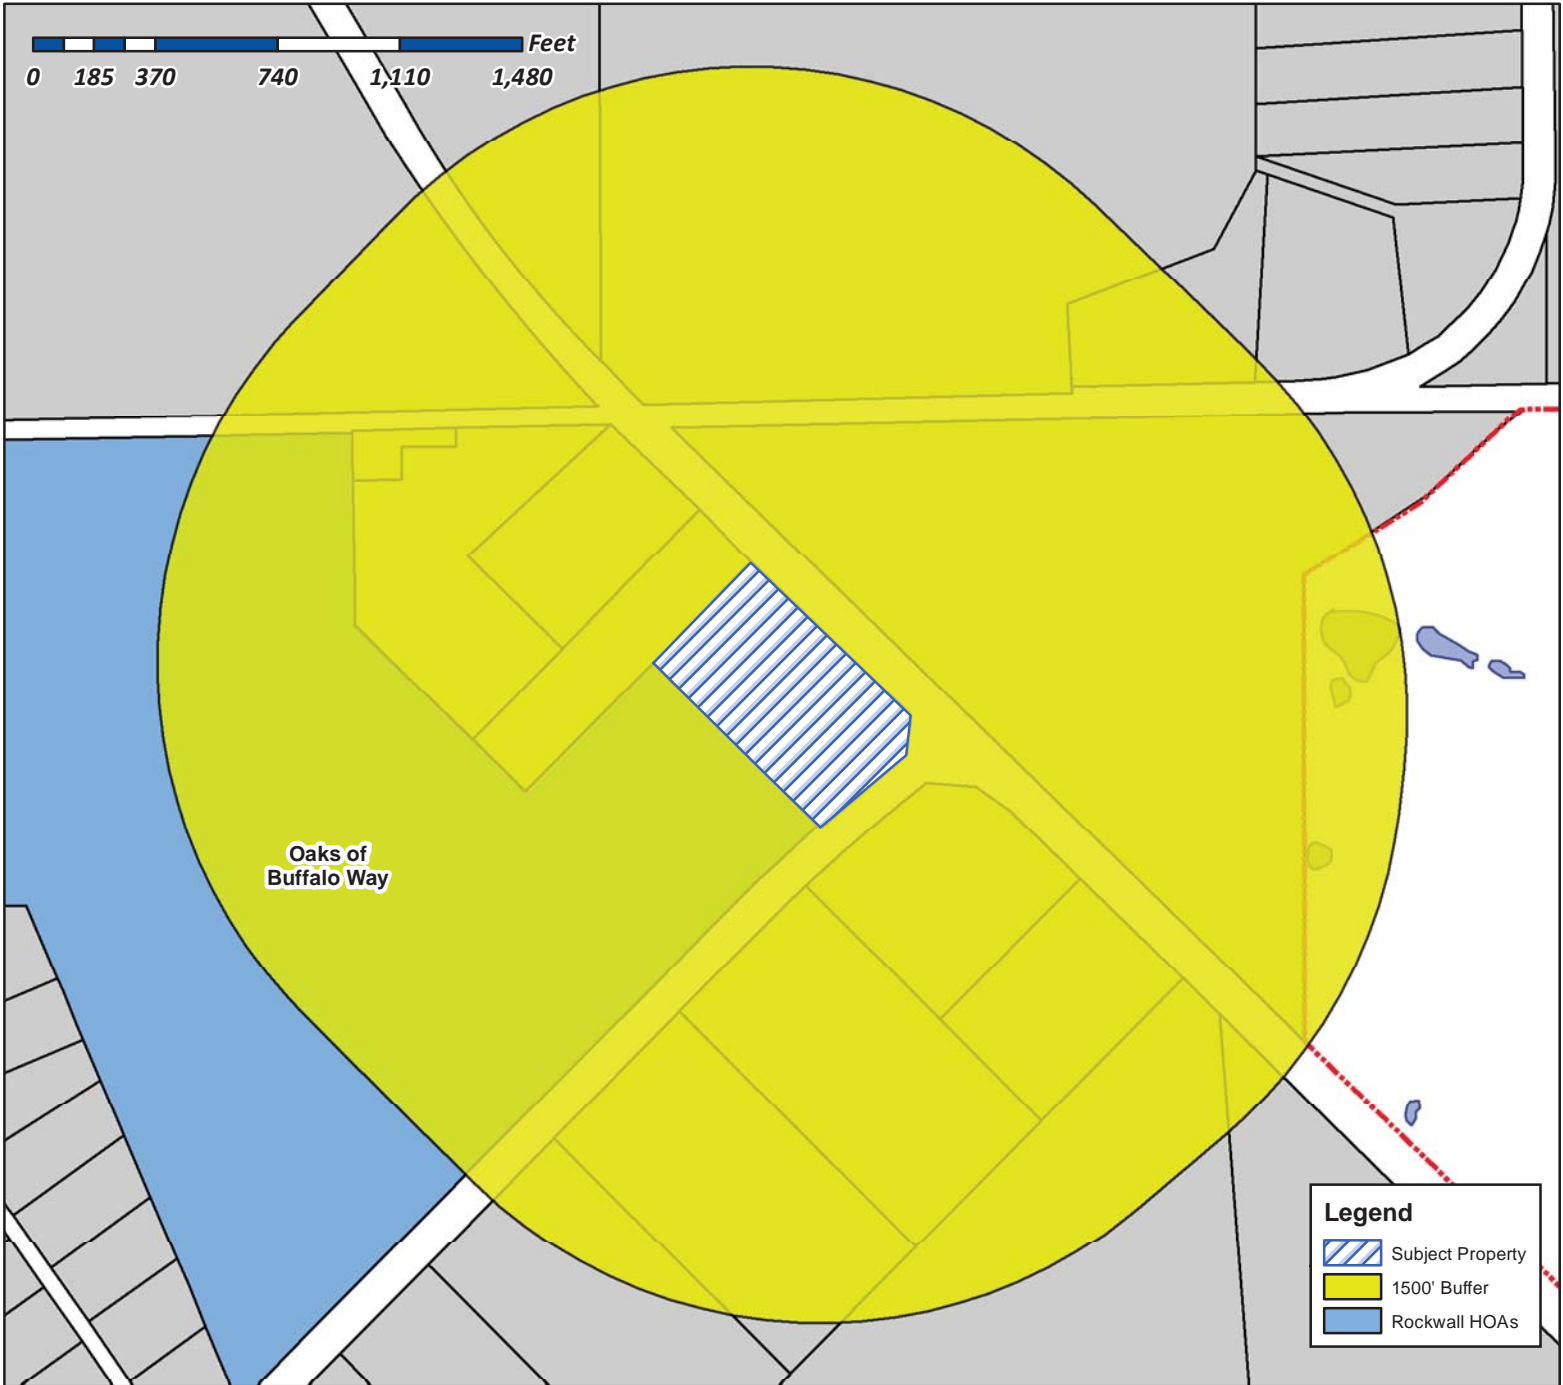 Feet
0 185 370 740 1,110 1,480
Oaks of
Buffalo Way
Legend
Subject Property
1500' Buffer
Rockwall HOAs